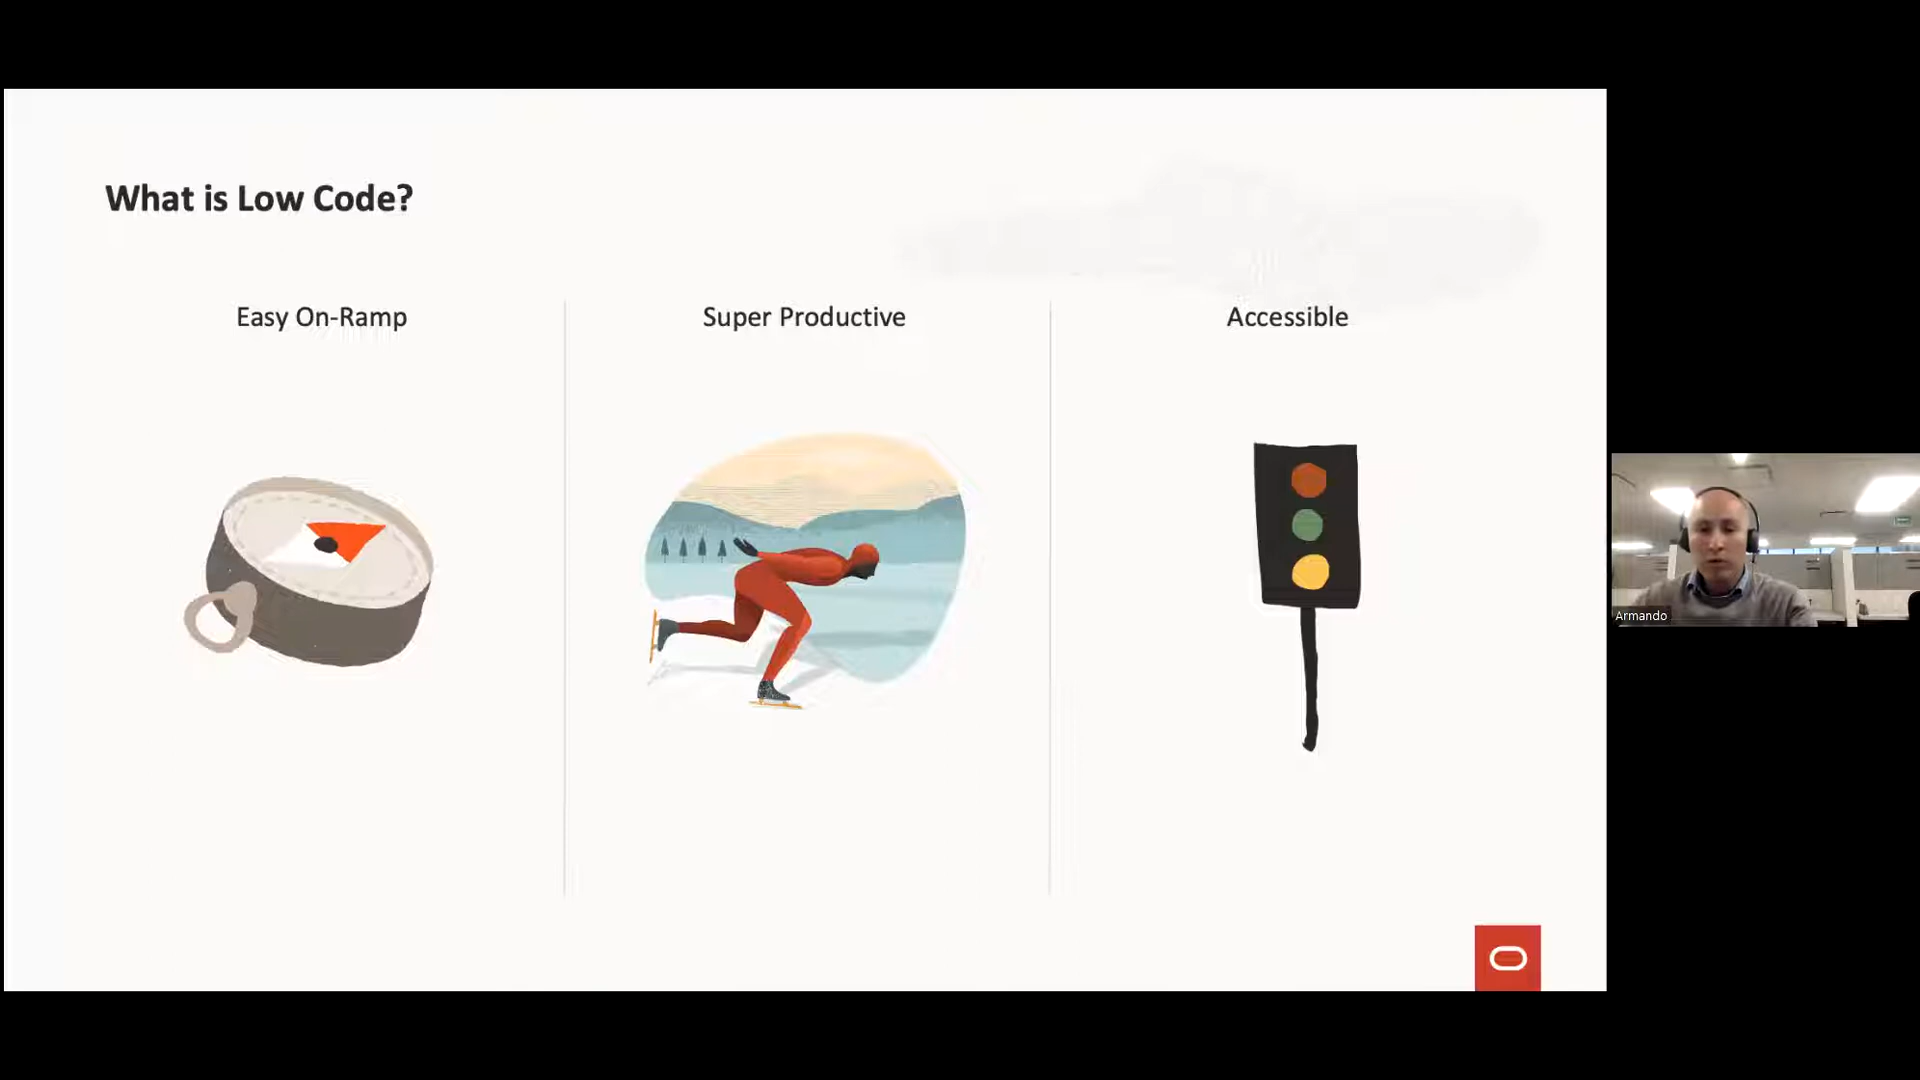 What is Low Code?
Easy On-Ramp
Super Productive
Accessible
Armando